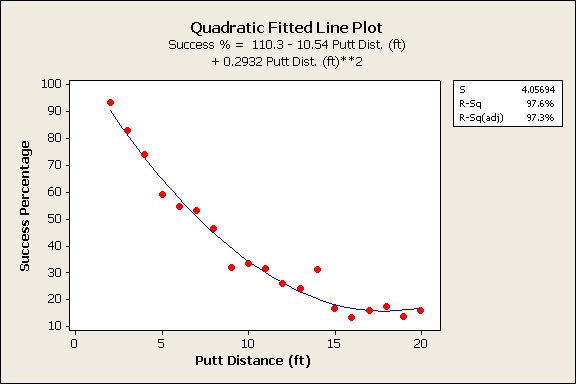 Quadratic Fitted Line Plot
Success % =  110.3 - 10.54 Putt Dist. (ft)
+ 0.2932 Putt Dist. (ft)**2
S 4.05694
R-Sq 97.6%
R-Sq(adj) 97.3%
Success Percentage
100
90
80
70
60
50
40
30
20
10
0 5 10 15 20
Putt Distance (ft)